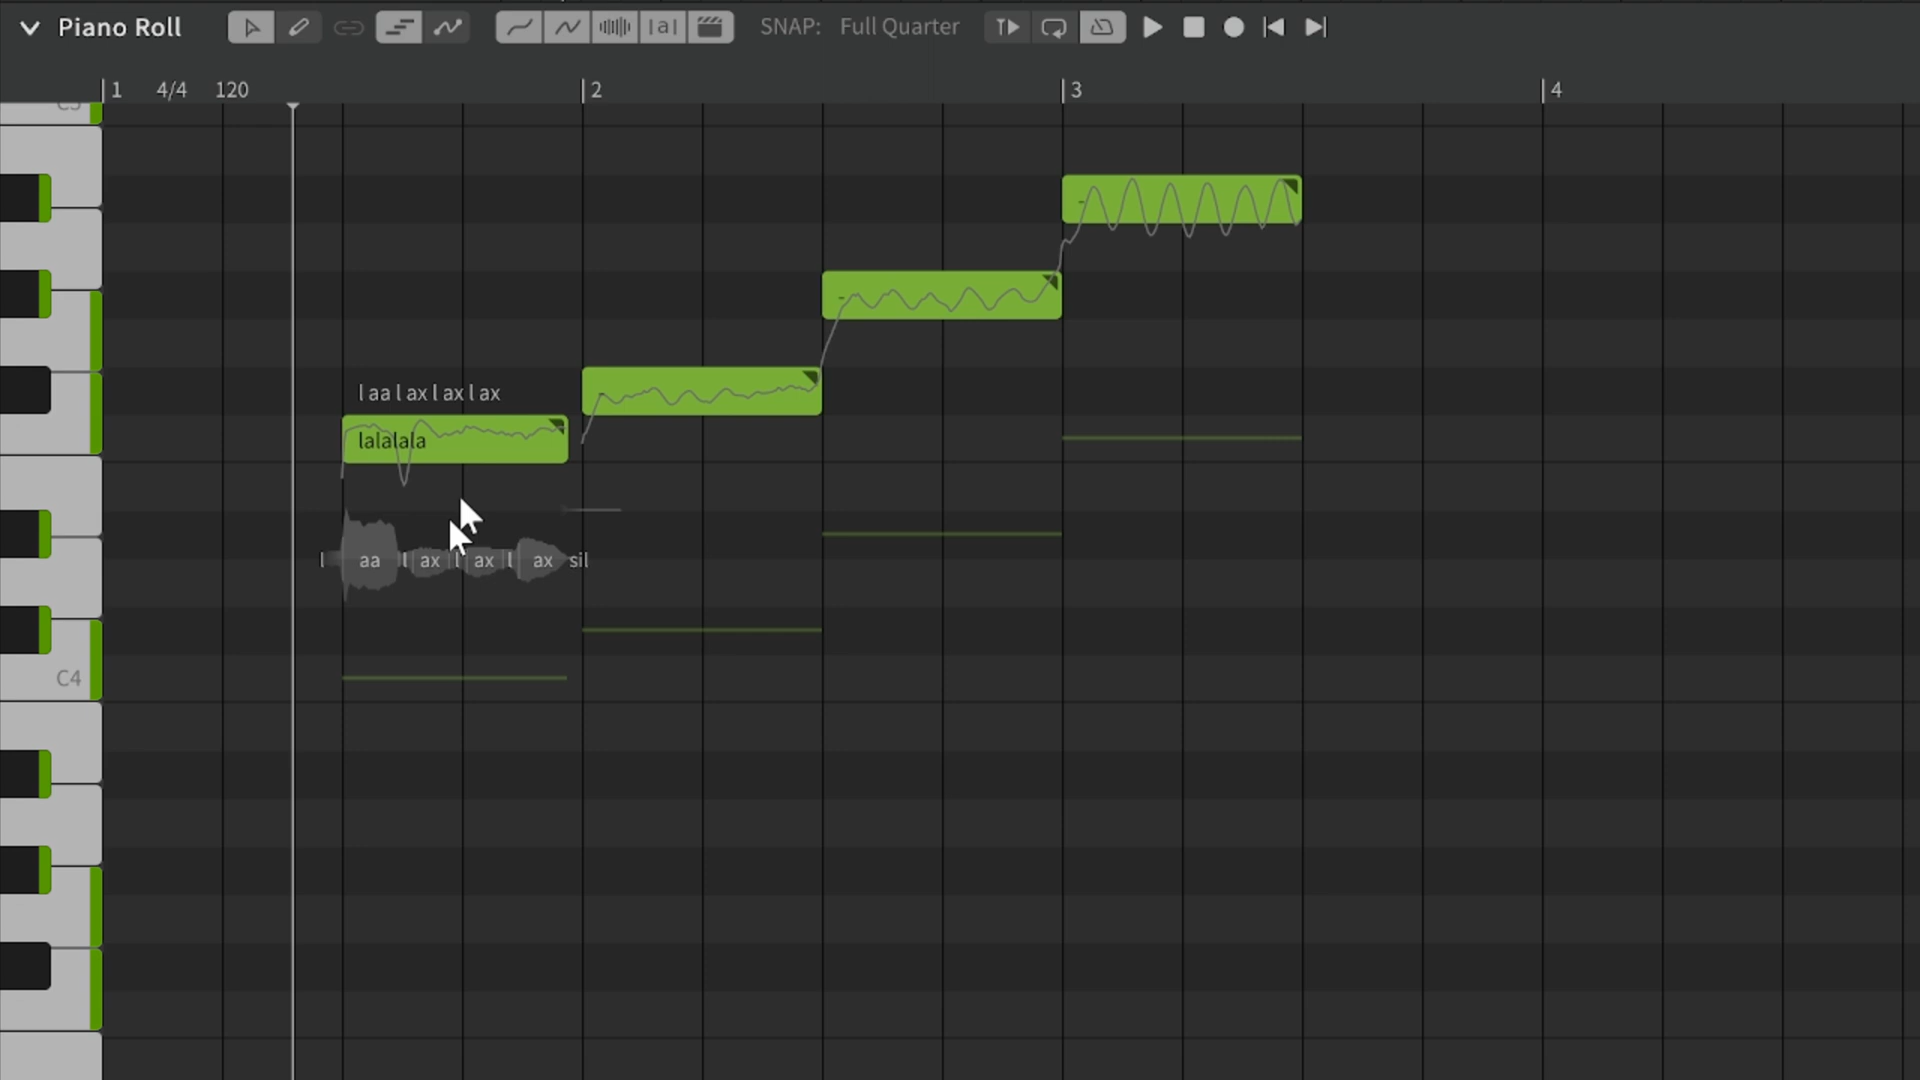 Piano Roll |a| SNAP: Full Quarter
1 4/4 120 2 3 4
C5
-
-
l aa l ax l ax l ax
-
lalalala
l aa l ax l ax l ax sil
C4